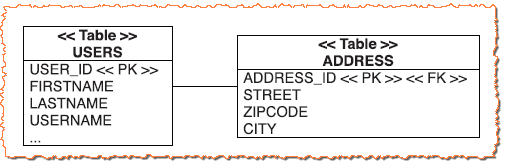 << Table >>
USERS
USER_ID << PK >>
FIRSTNAME
LASTNAME
USERNAME
...
<< Table >>
ADDRESS
ADDRESS_ID << PK >> << FK >>
STREET
ZIPCODE
CITY